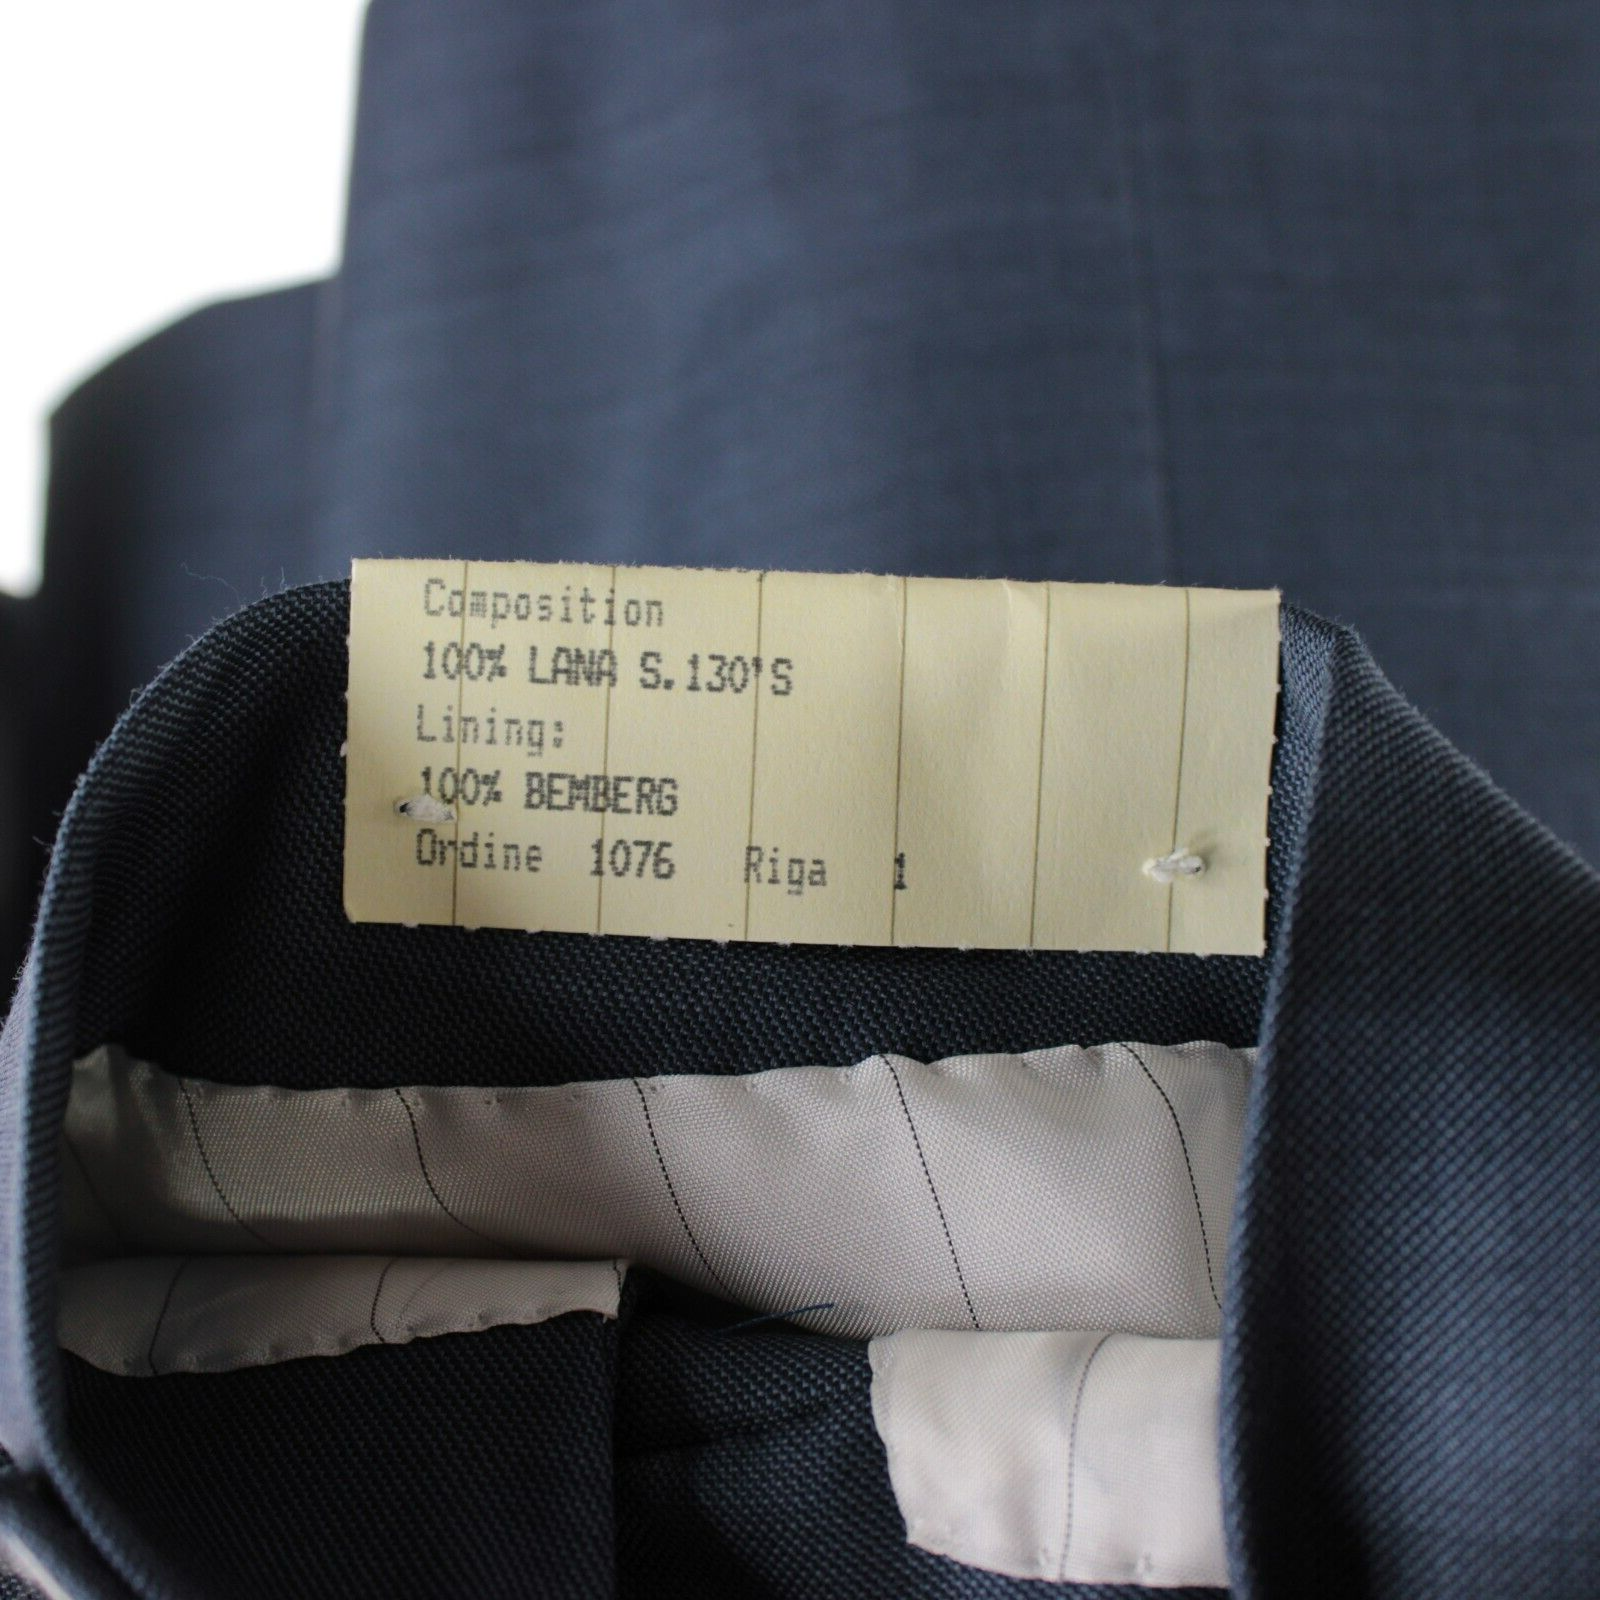 Composition
100% LANA S.130'S
Lining:
100% BEMBERG
Ordine 1076 Riga 1